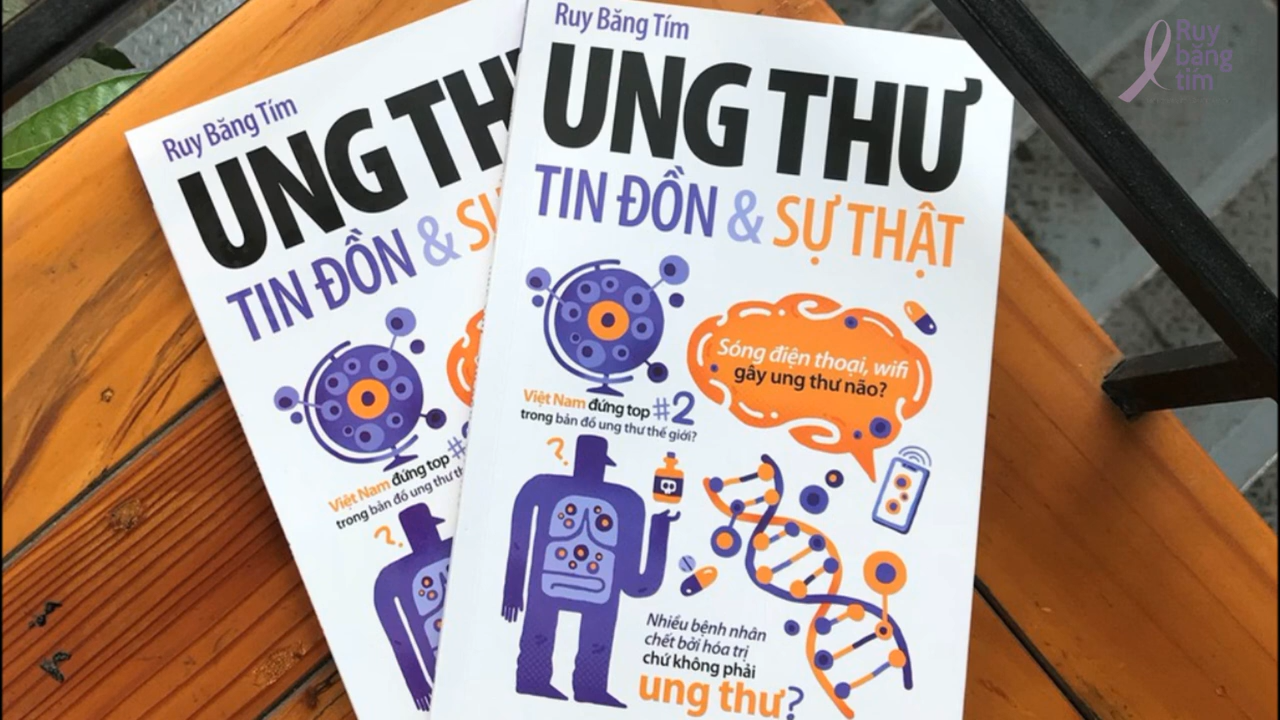 Ruy Băng Tím
UNG THƯ
TIN ĐỒN & SỰ THẬT
Việt Nam đứng top #2
trong bản đồ ung thư thế giới?
Sóng điện thoại, wifi
gây ung thư não?
Nhiều bệnh nhân
chết bởi hóa trị
chứ không phải
ung thư?
Ruy Băng Tím
UNG TH
TIN ĐỒN & SỰ
Việt Nam đứng top #
trong bản đồ ung thư th
Ruy
băng
tím